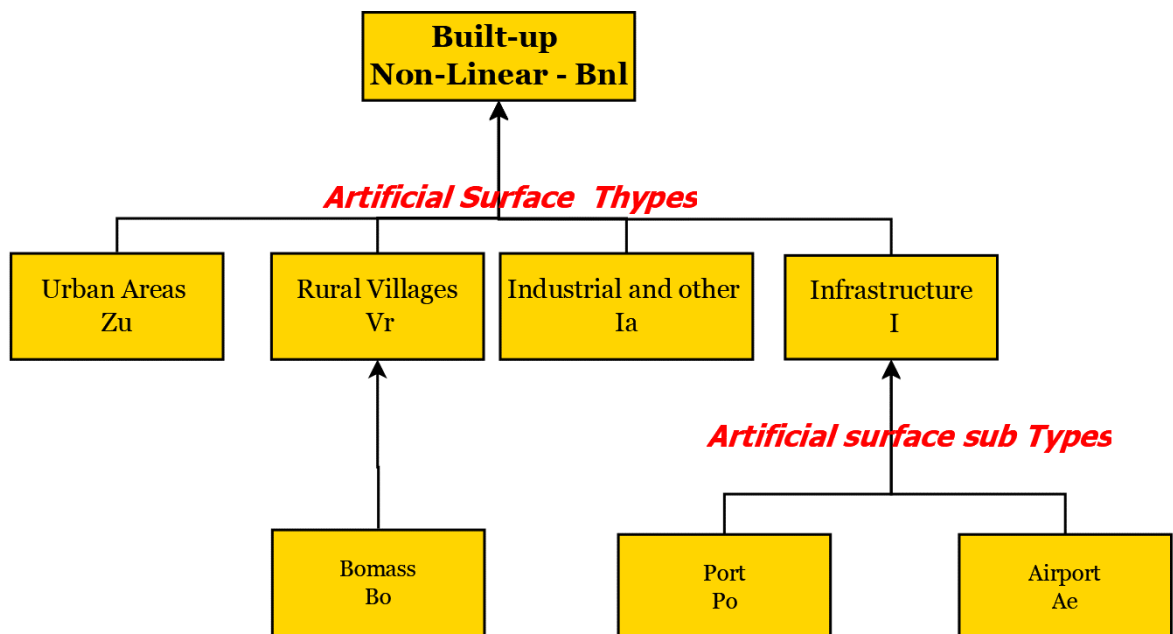 Built-up
Non-Linear - Bnl
Artificial Surface Thypes
Urban Areas
Zu
Rural Villages
Vr
Industrial and other
Ia
Infrastructure
I
Artificial surface sub Types
Bomass
Bo
Port
Po
Airport
Ae